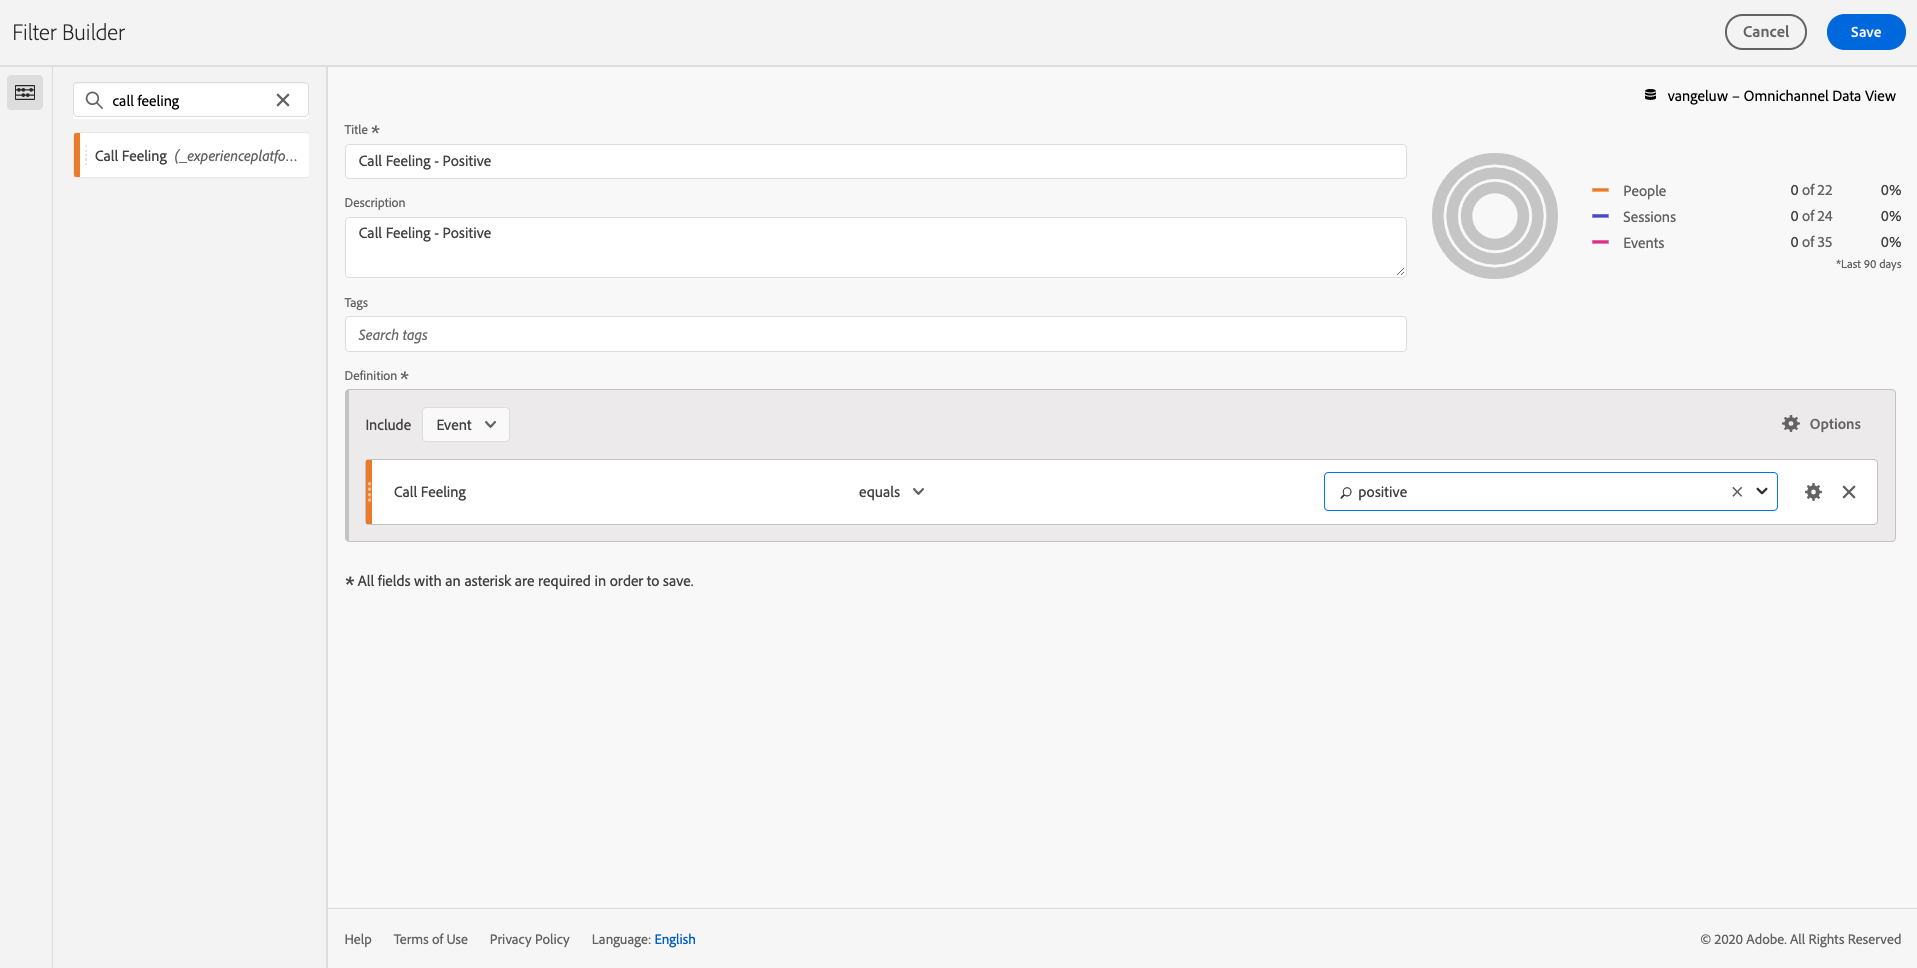 Filter Builder
Cancel
Save
call feeling
Call Feeling (_experienceplatfo...
vangeluw – Omnichannel Data View
Title *
Call Feeling - Positive
Description
Call Feeling - Positive
Tags
Search tags
People 0 of 22 0%
Sessions 0 of 24 0%
Events 0 of 35 0%
*Last 90 days
Definition *
Include Event
Options
Call Feeling equals positive
* All fields with an asterisk are required in order to save.
Help Terms of Use Privacy Policy Language: English
© 2020 Adobe. All Rights Reserved